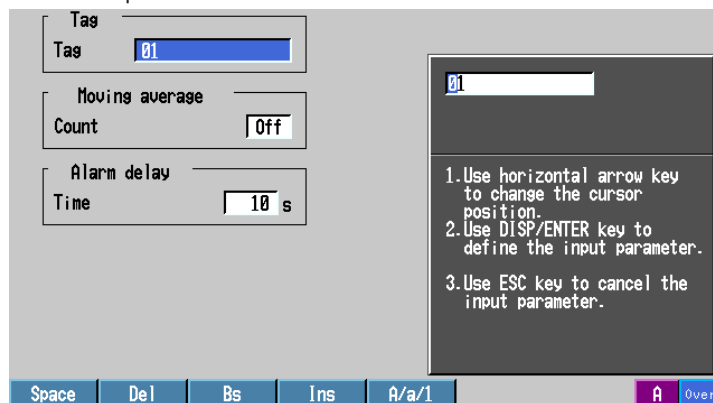 Tag
Tag 01
Moving average
Count Off
Alarm delay
Time 10 s
01
1.Use horizontal arrow key
to change the cursor
position.
2.Use DISP/ENTER key to
define the input parameter.
3.Use ESC key to cancel the
input parameter.
Space Del Bs Ins A/a/1 A Over